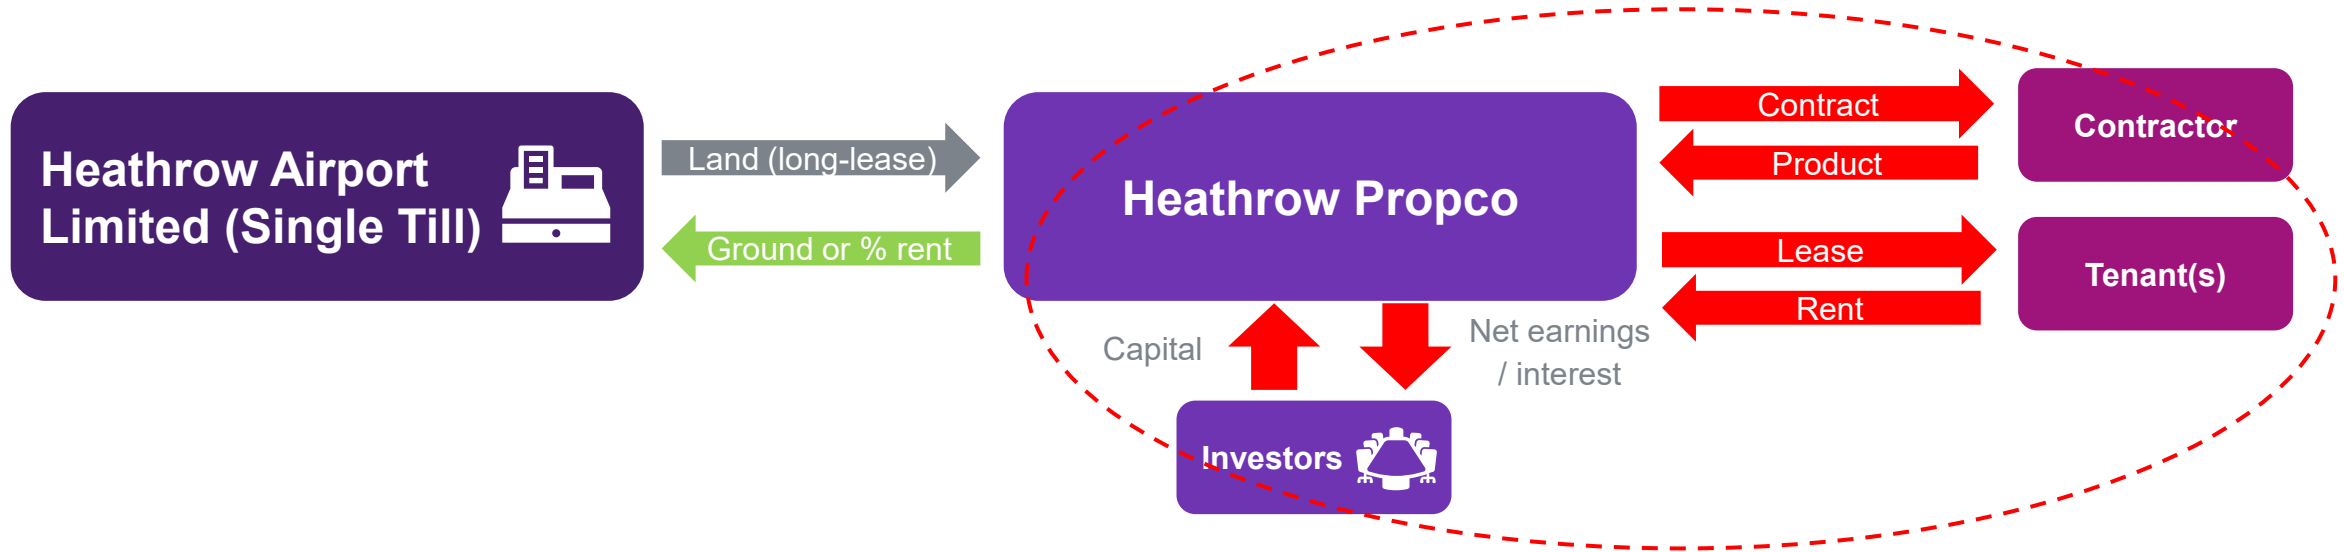 Heathrow Airport
Limited (Single Till)
Land (long-lease)
Ground or % rent
Heathrow Propco
Contract
Product
Lease
Rent
Contractor
Tenant(s)
Capital
Net earnings
/ interest
Investors